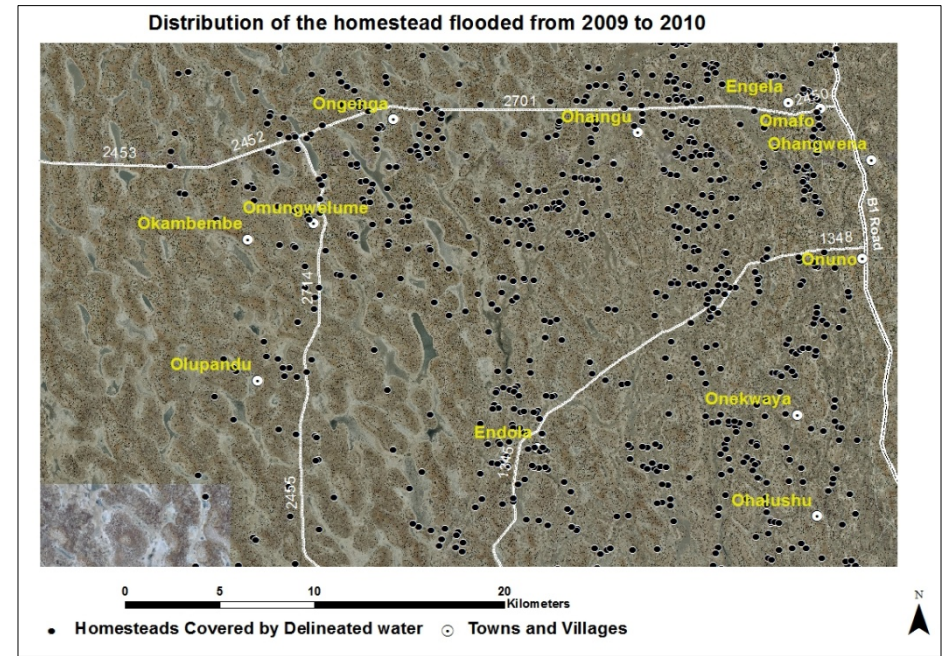 Distribution of the homestead flooded from 2009 to 2010
Engela
2450
Ongenga
2701
Ohaingu
Omafo
Ohangwena
2452
2453
Omungwelume
Okambembe
B1 Road
1348
Onuno
2714
Olupandu
Onekwaya
Endola
1345
2455
Ohalushu
0 5 10 20
Kilometers
N
Homesteads Covered by Delineated water Towns and Villages